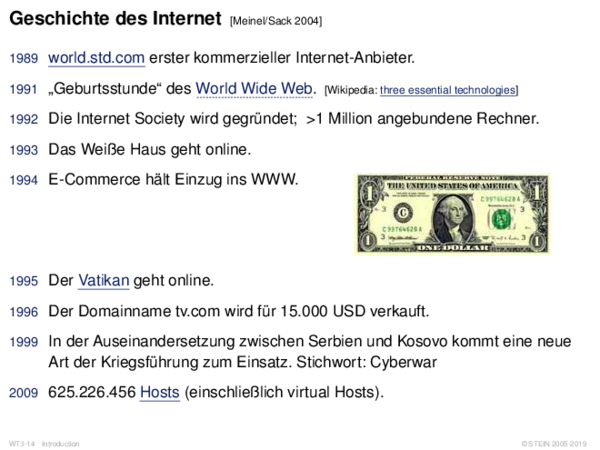 Geschichte des Internet [Meinel/Sack 2004]
1989 world.std.com erster kommerzieller Internet-Anbieter.
1991 „Geburtsstunde“ des World Wide Web. [Wikipedia: three essential technologies]
1992 Die Internet Society wird gegründet; >1 Million angebundene Rechner.
1993 Das Weiße Haus geht online.
1994 E-Commerce hält Einzug ins WWW.
FEDERAL RESERVE NOTE
THE UNITED STATES OF AMERICA
C 99764628 A
C 99764628 A
ONE DOLLAR
1995 Der Vatikan geht online.
1996 Der Domainname tv.com wird für 15.000 USD verkauft.
1999 In der Auseinandersetzung zwischen Serbien und Kosovo kommt eine neue
Art der Kriegsführung zum Einsatz. Stichwort: Cyberwar
2009 625.226.456 Hosts (einschließlich virtual Hosts).
WT:I-14 Introduction © STEIN 2005-2019